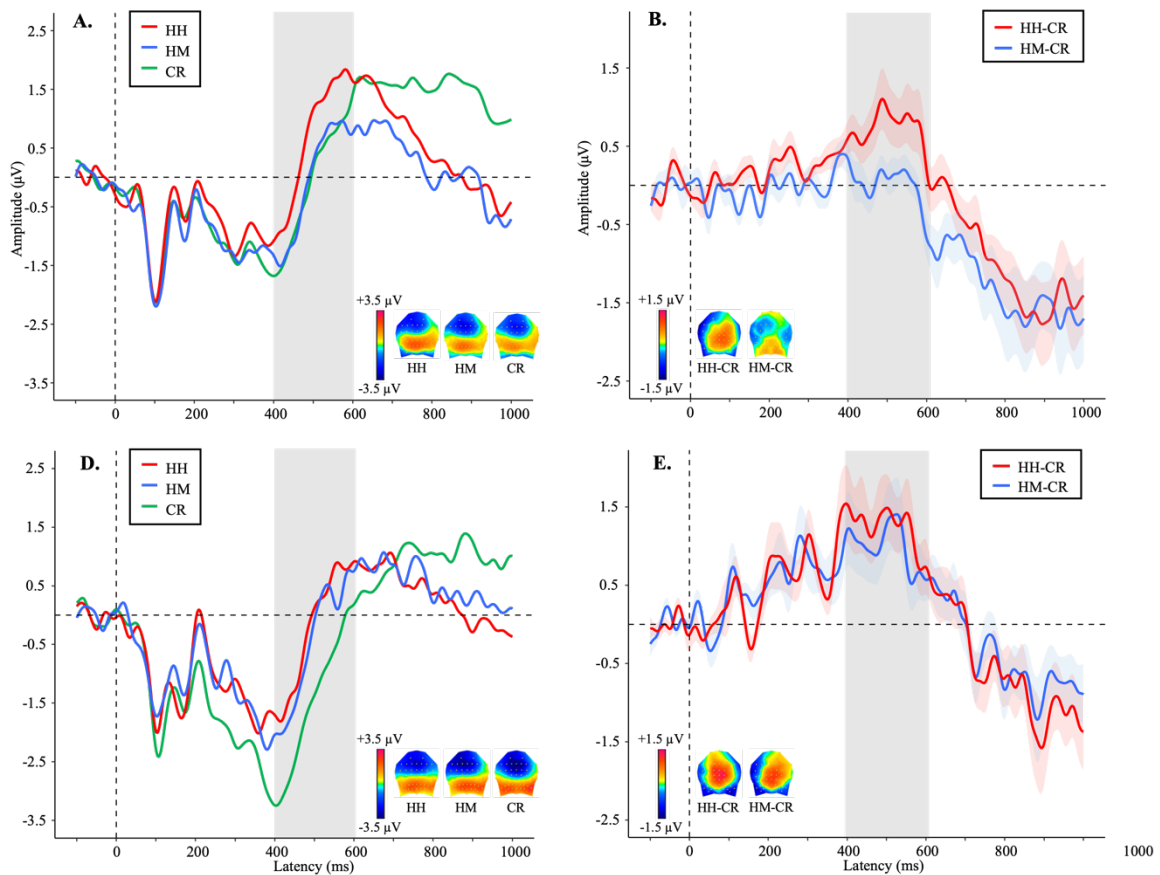 A.
HH
HM
CR
2.5
1.5
0.5
-0.5
-1.5
-2.5
-3.5
Amplitude (µV)
+3.5 µV
-3.5 µV
HH HM CR
0 200 400 600 800 1000
B.
HH-CR
HM-CR
1.5
0.5
-0.5
-1.5
-2.5
Amplitude (µV)
+1.5 µV
-1.5 µV
HH-CR HM-CR
0 200 400 600 800 1000
D.
HH
HM
CR
2.5
1.5
0.5
-0.5
-1.5
-2.5
-3.5
+3.5 µV
-3.5 µV
HH HM CR
0 200 400 600 800 1000
Latency (ms)
E.
HH-CR
HM-CR
1.5
0.5
-0.5
-1.5
-2.5
+1.5 µV
-1.5 µV
HH-CR HM-CR
0 200 400 600 800 1000
Latency (ms)